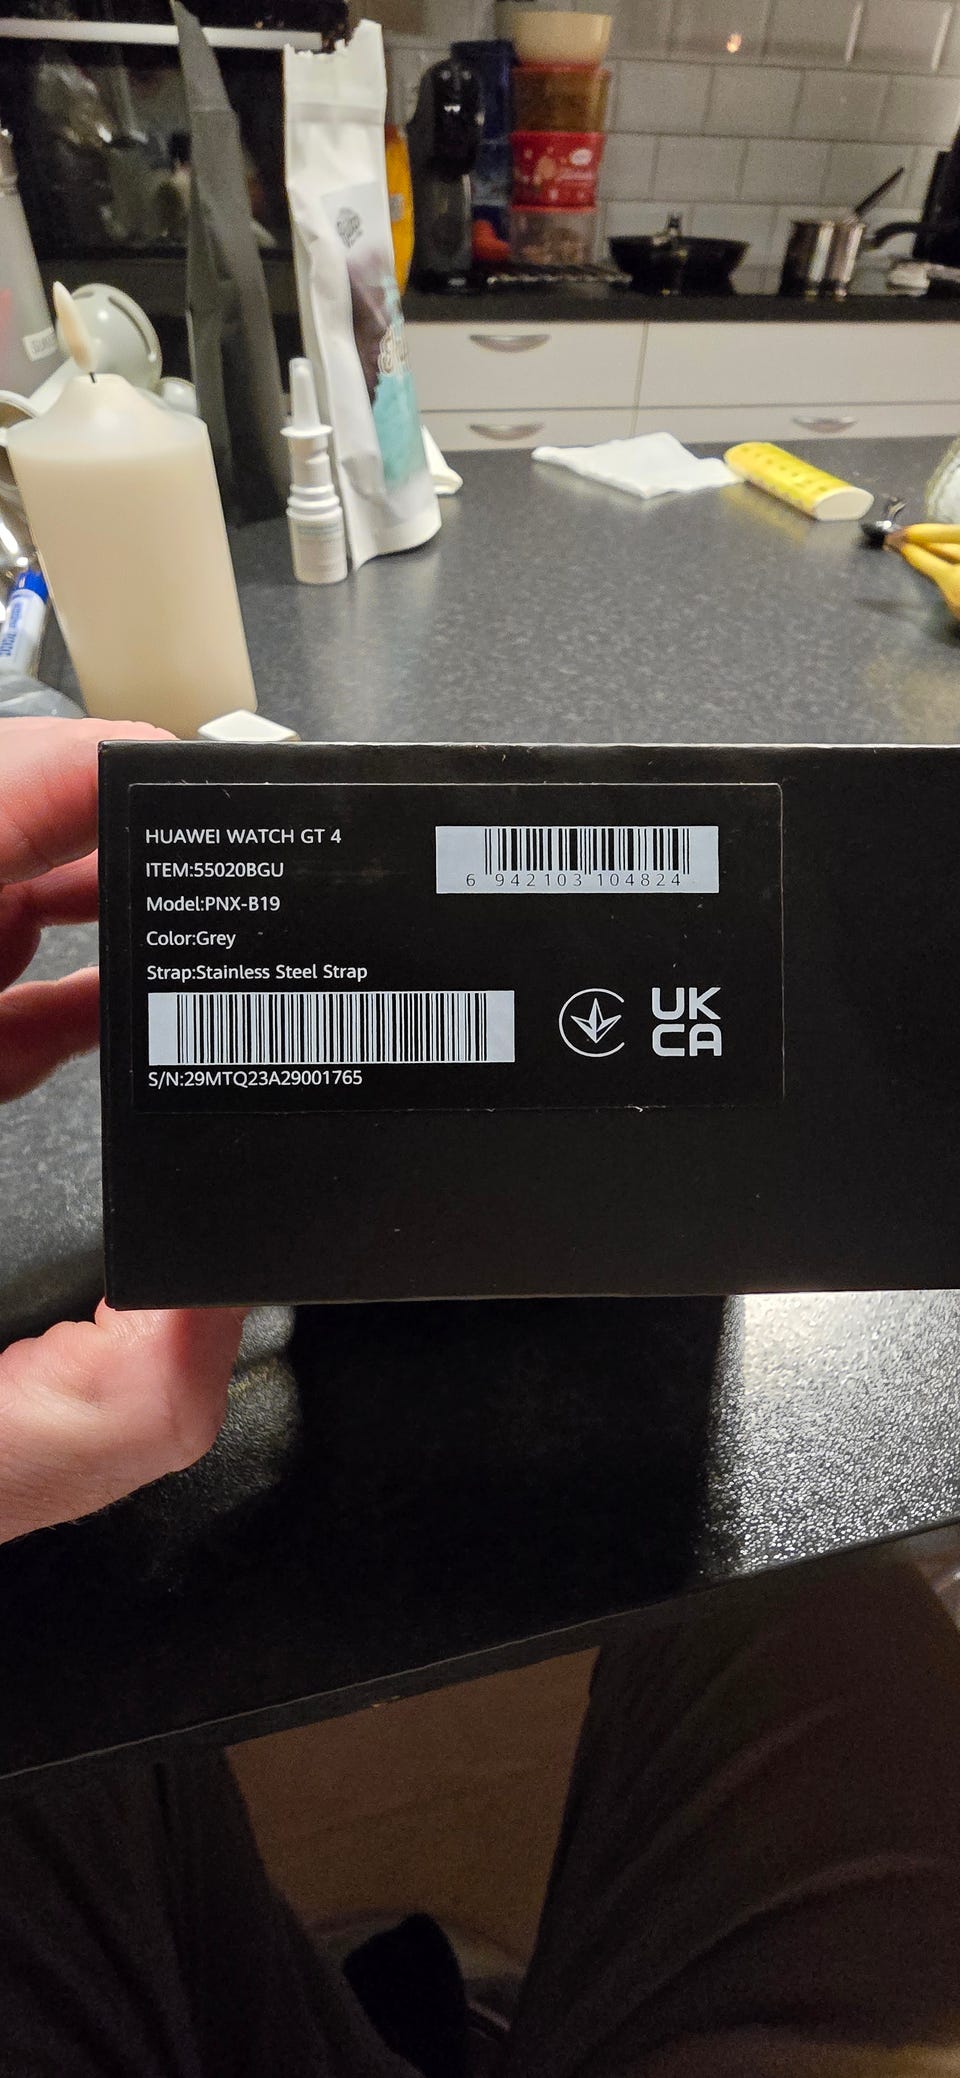 HUAWEI WATCH GT 4
ITEM:55020BGU
Model:PNX-B19
Color:Grey
Strap:Stainless Steel Strap
S/N:29MTQ23A29001765
6 942103 104824
UK
CA